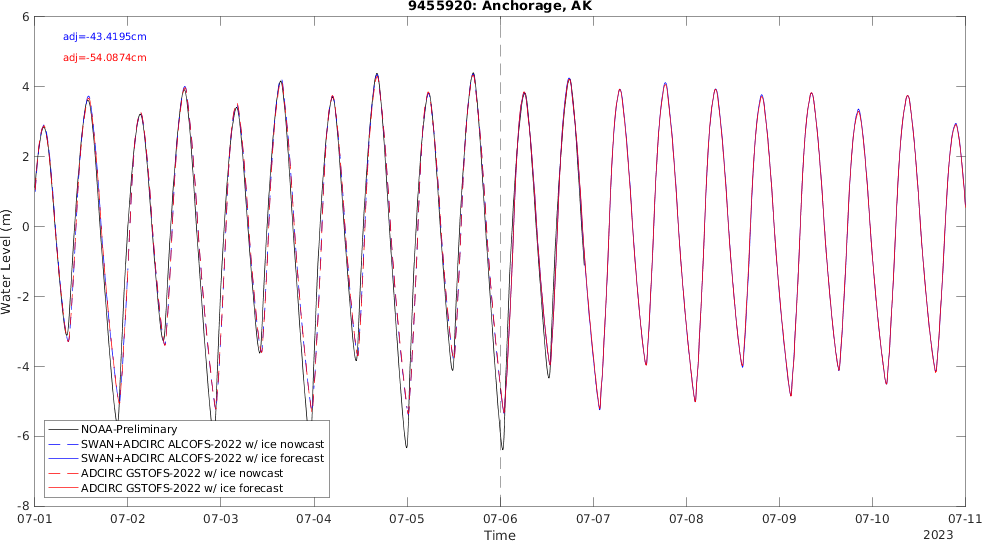 9455920: Anchorage, AK
adj=-43.4195cm
adj=-54.0874cm
6
4
2
0
-2
-4
-6
-8
Water Level (m)
NOAA-Preliminary
SWAN+ADCIRC ALCOFS-2022 w/ ice nowcast
SWAN+ADCIRC ALCOFS-2022 w/ ice forecast
ADCIRC GSTOFS-2022 w/ ice nowcast
ADCIRC GSTOFS-2022 w/ ice forecast
07-01 07-02 07-03 07-04 07-05 07-06 07-07 07-08 07-09 07-10 07-11
Time
2023